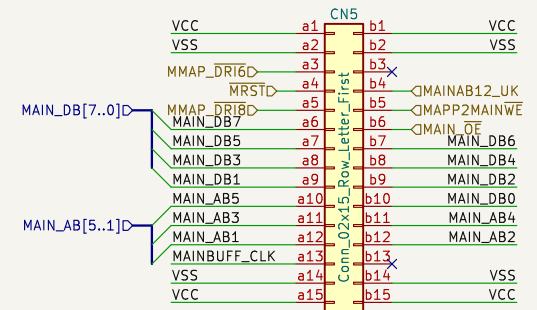 CN5
VCC a1 b1 VCC
VSS a2 b2 VSS
MMAP_DRI6 a3 b3
MRST a4 b4 MAINAB12_UK
MMAP_DRI8 a5 b5 MAPP2MAINWE
MAIN_DB[7..0] MAIN_DB7 a6 b6 MAIN_OE
MAIN_DB5 a7 b7 MAIN_DB6
MAIN_DB3 a8 b8 MAIN_DB4
MAIN_DB1 a9 b9 MAIN_DB2
MAIN_AB5 a10 b10 MAIN_DB0
MAIN_AB[5..1] MAIN_AB3 a11 b11 MAIN_AB4
MAIN_AB1 a12 b12 MAIN_AB2
MAINBUFF_CLK a13 b13
VSS a14 b14 VSS
VCC a15 b15 VCC
Conn_02x15_Row_Letter_First